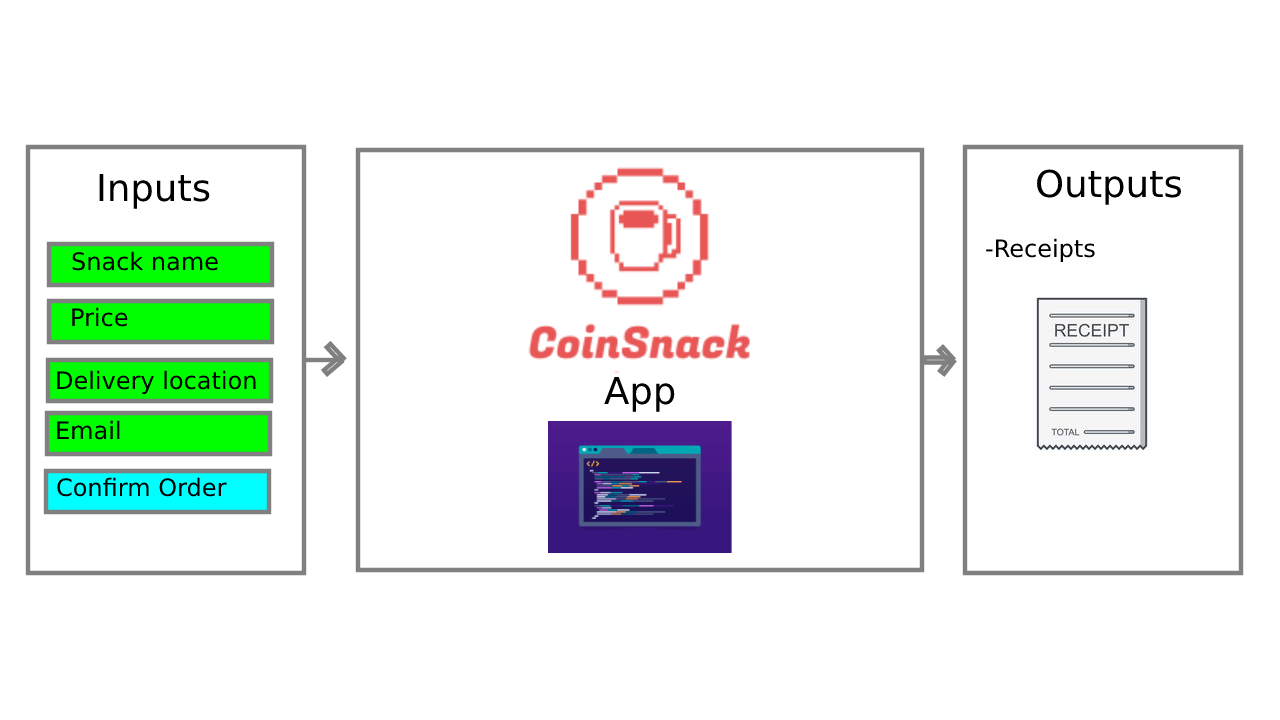 Inputs
Snack name
Price
Delivery location
Email
Confirm Order
CoinSnack
App
</>
Outputs
-Receipts
RECEIPT
TOTAL